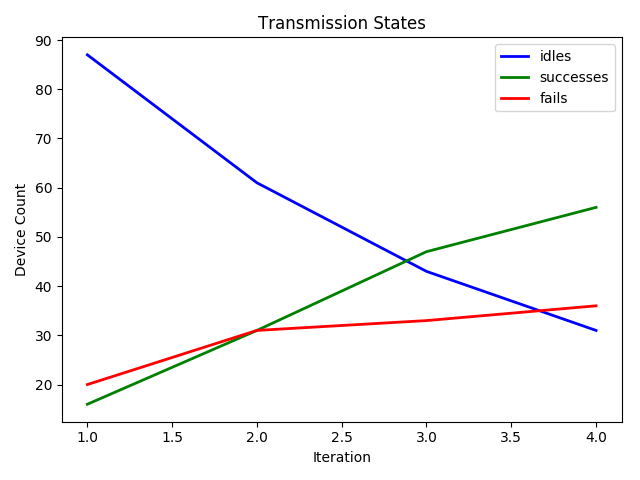 Transmission States
90
80
70
60
50
40
30
20
Device Count
idles
successes
fails
1.0 1.5 2.0 2.5 3.0 3.5 4.0
Iteration